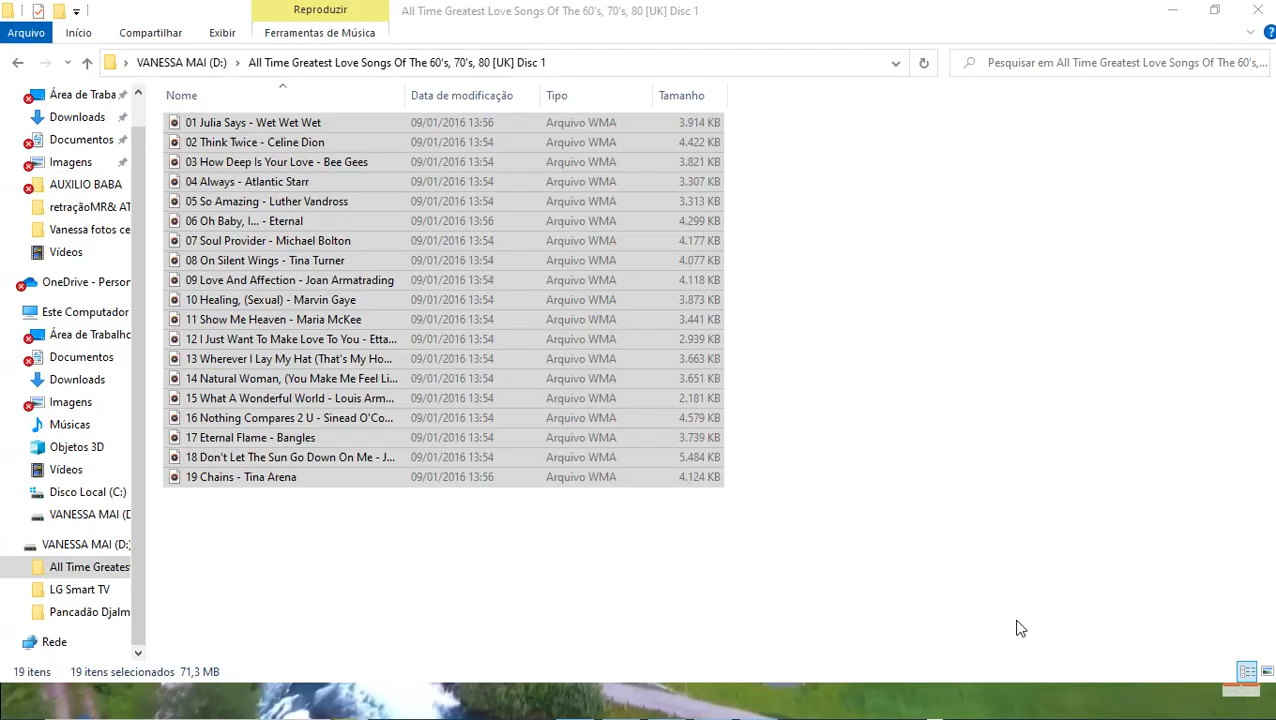 Reproduzir
All Time Greatest Love Songs Of The 60's, 70's, 80 [UK] Disc 1
Arquivo Início Compartilhar Exibir Ferramentas de Música
VANESSA MAI (D:) > All Time Greatest Love Songs Of The 60's, 70's, 80 [UK] Disc 1
Pesquisar em All Time Greatest Love Songs Of The 60's,...
Área de Traba
Downloads
Documentos
Imagens
AUXILIO BABA
retraçãoMR& AT
Vanessa fotos ce
Vídeos
OneDrive - Person
Este Computador
Área de Trabalho
Documentos
Downloads
Imagens
Músicas
Objetos 3D
Vídeos
Disco Local (C:)
VANESSA MAI (D
VANESSA MAI (D:)
All Time Greates
LG Smart TV
Pancadão Djalm
Rede
Nome Data de modificação Tipo Tamanho
01 Julia Says - Wet Wet Wet 09/01/2016 13:56 Arquivo WMA 3.914 KB
02 Think Twice - Celine Dion 09/01/2016 13:54 Arquivo WMA 4.422 KB
03 How Deep Is Your Love - Bee Gees 09/01/2016 13:54 Arquivo WMA 3.821 KB
04 Always - Atlantic Starr 09/01/2016 13:54 Arquivo WMA 3.307 KB
05 So Amazing - Luther Vandross 09/01/2016 13:54 Arquivo WMA 3.313 KB
06 Oh Baby, I... - Eternal 09/01/2016 13:56 Arquivo WMA 4.299 KB
07 Soul Provider - Michael Bolton 09/01/2016 13:54 Arquivo WMA 4.177 KB
08 On Silent Wings - Tina Turner 09/01/2016 13:54 Arquivo WMA 4.077 KB
09 Love And Affection - Joan Armatrading 09/01/2016 13:54 Arquivo WMA 4.118 KB
10 Healing, (Sexual) - Marvin Gaye 09/01/2016 13:54 Arquivo WMA 3.873 KB
11 Show Me Heaven - Maria McKee 09/01/2016 13:54 Arquivo WMA 3.441 KB
12 I Just Want To Make Love To You - Etta... 09/01/2016 13:54 Arquivo WMA 2.939 KB
13 Wherever I Lay My Hat (That's My Ho... 09/01/2016 13:54 Arquivo WMA 3.663 KB
14 Natural Woman, (You Make Me Feel Li... 09/01/2016 13:54 Arquivo WMA 3.651 KB
15 What A Wonderful World - Louis Arm... 09/01/2016 13:54 Arquivo WMA 2.181 KB
16 Nothing Compares 2 U - Sinead O'Co... 09/01/2016 13:54 Arquivo WMA 4.579 KB
17 Eternal Flame - Bangles 09/01/2016 13:54 Arquivo WMA 3.739 KB
18 Don't Let The Sun Go Down On Me - J... 09/01/2016 13:54 Arquivo WMA 5.484 KB
19 Chains - Tina Arena 09/01/2016 13:56 Arquivo WMA 4.124 KB
19 itens 19 itens selecionados 71,3 MB